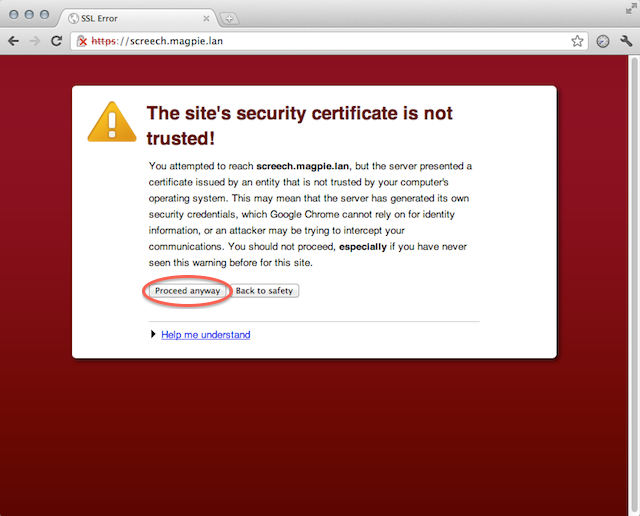 SSL Error
https://screech.magpie.lan
The site's security certificate is not
trusted!
You attempted to reach screech.magpie.lan, but the server presented a
certificate issued by an entity that is not trusted by your computer's
operating system. This may mean that the server has generated its own
security credentials, which Google Chrome cannot rely on for identity
information, or an attacker may be trying to intercept your
communications. You should not proceed, especially if you have never
seen this warning before for this site.
Proceed anyway Back to safety
Help me understand